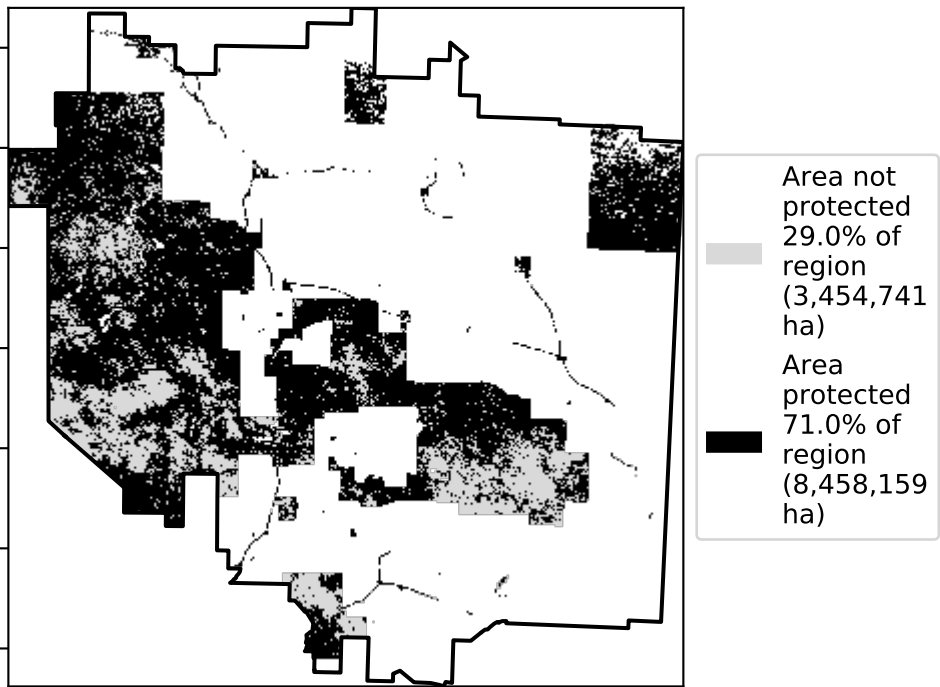 Area not
protected
29.0% of
region
(3,454,741
ha)
Area
protected
71.0% of
region
(8,458,159
ha)